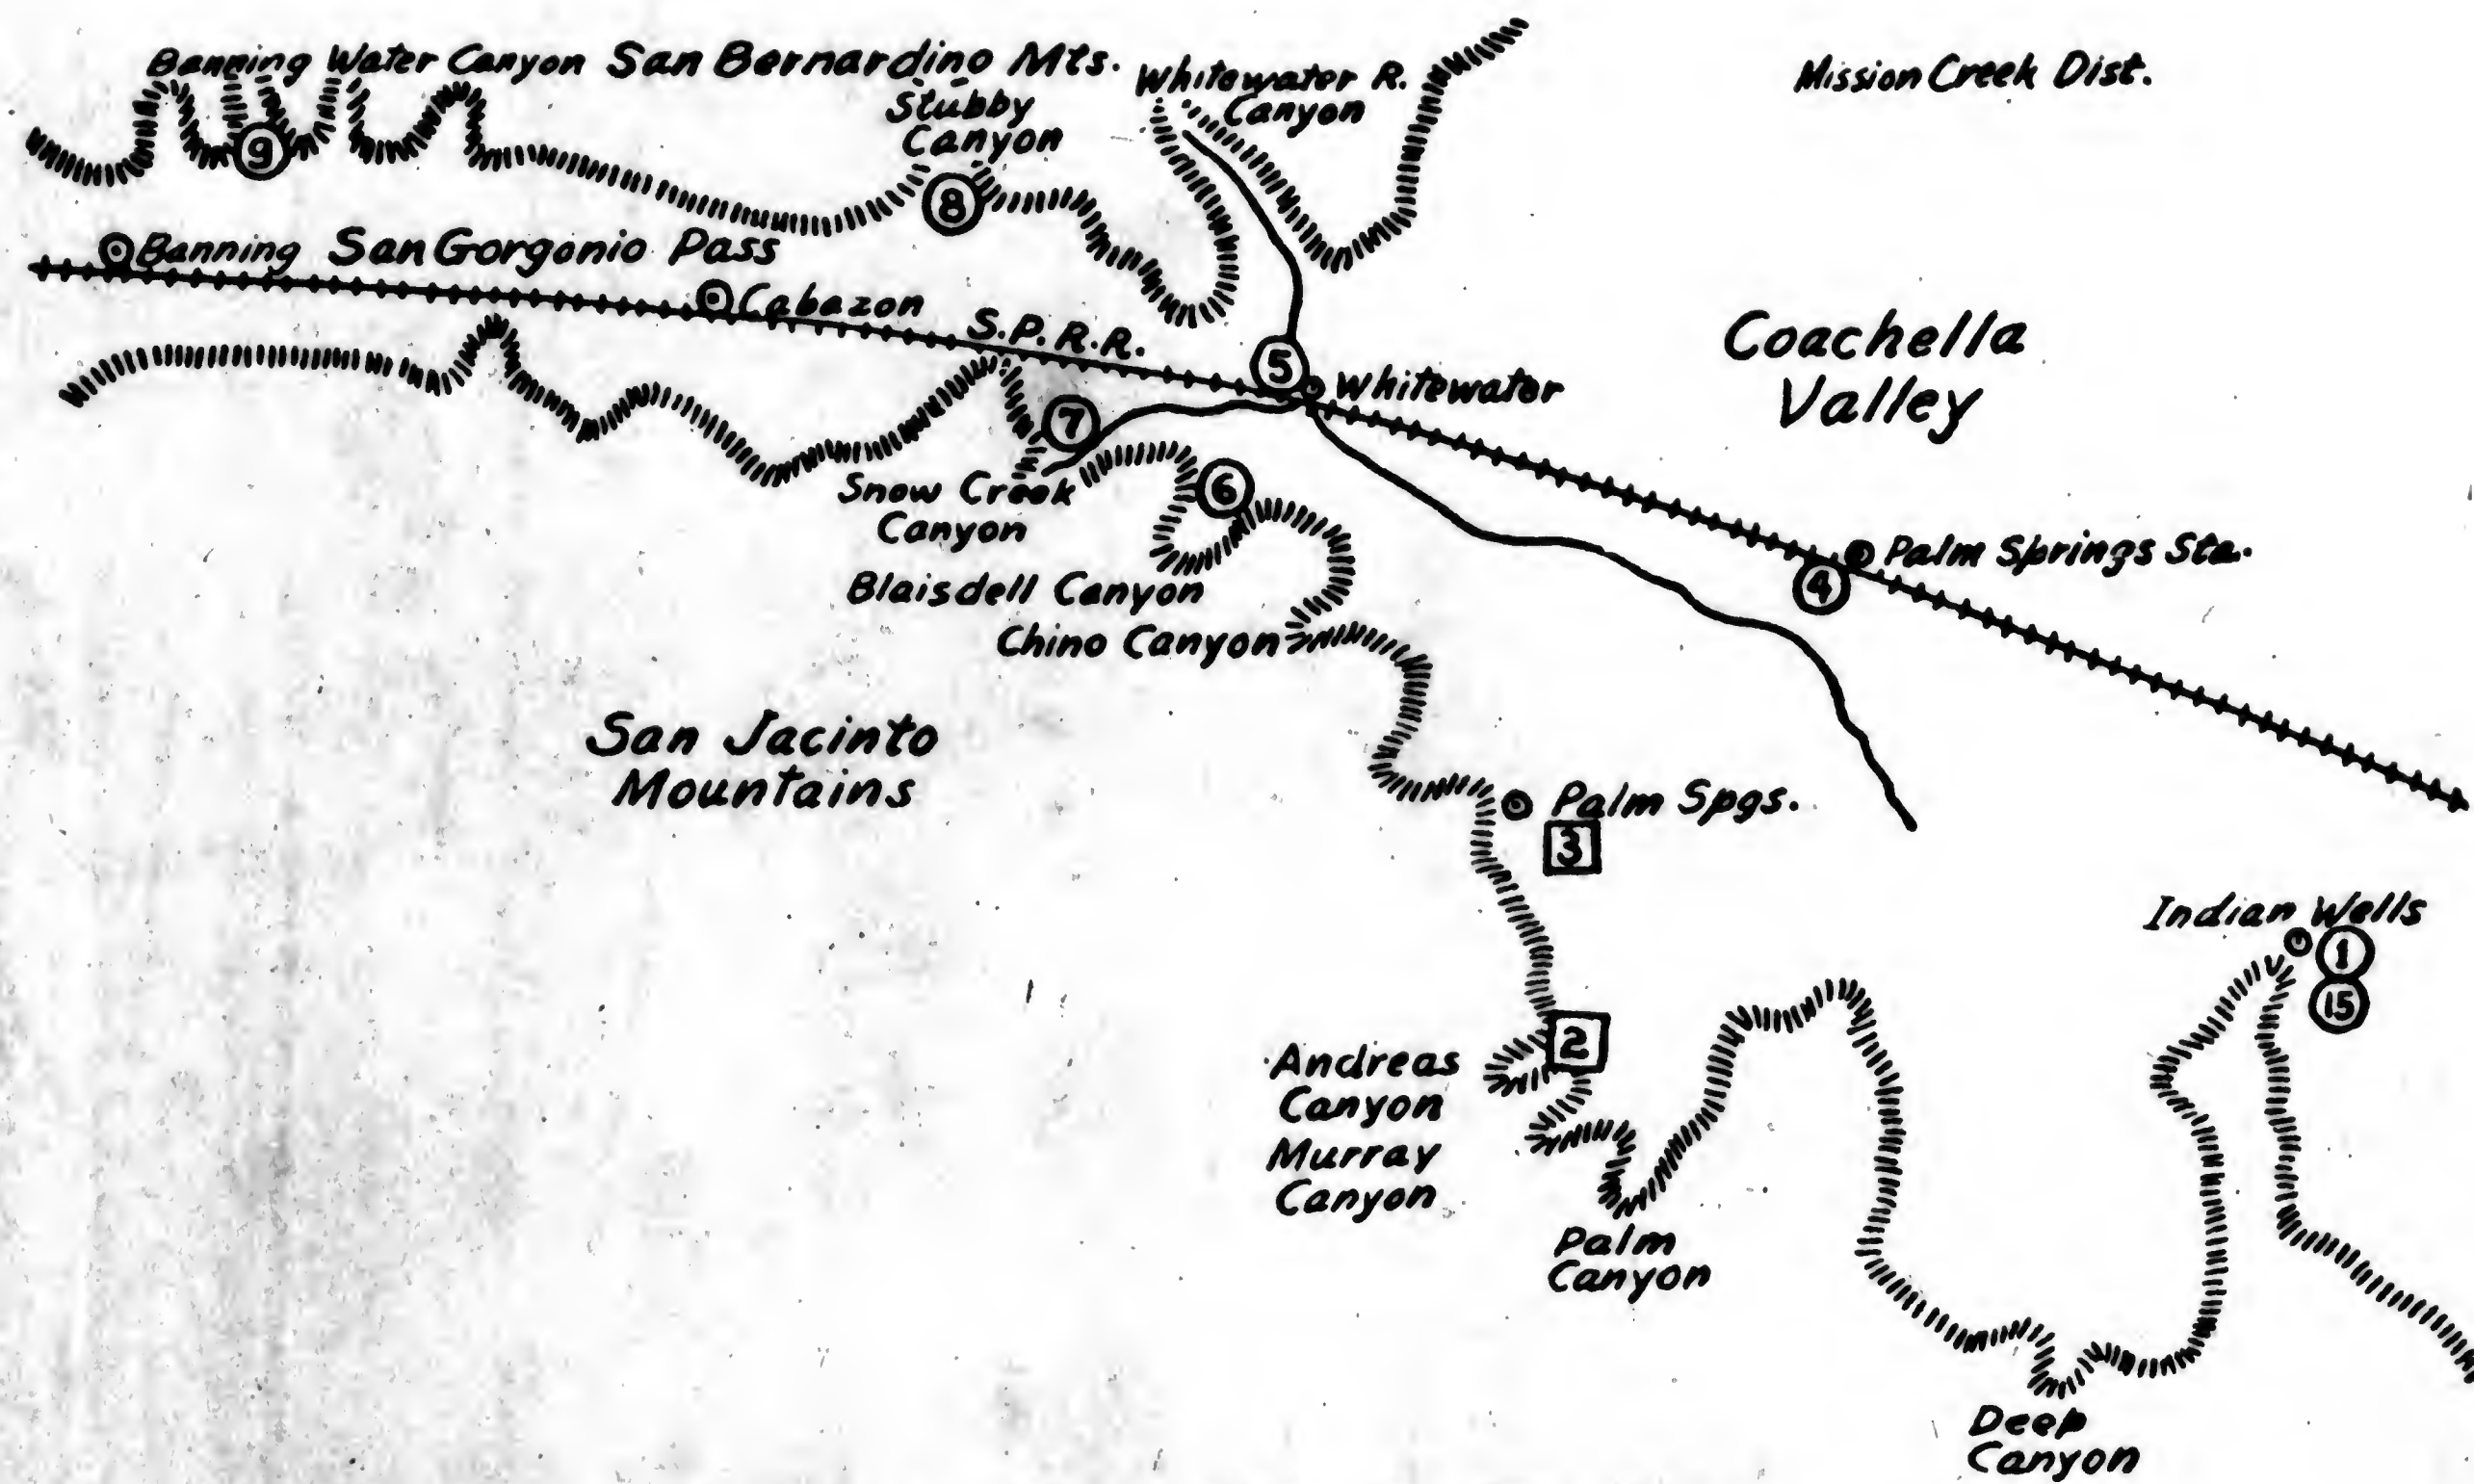 Banning Water Canyon
San Bernardino Mts.
Whitewater R.
Canyon
Mission Creek Dist.
Stubby
Canyon
9
8
Banning
San Gorgonio Pass
Cabazon
S.P.R.R.
Coachella
Valley
5
Whitewater
7
6
Snow Creek
Canyon
Palm Springs Sta.
4
Blaisdell Canyon
Chino Canyon
San Jacinto
Mountains
Palm Spgs.
3
Indian Wells
1
15
2
Andreas
Canyon
Murray
Canyon
Palm
Canyon
Deep
Canyon